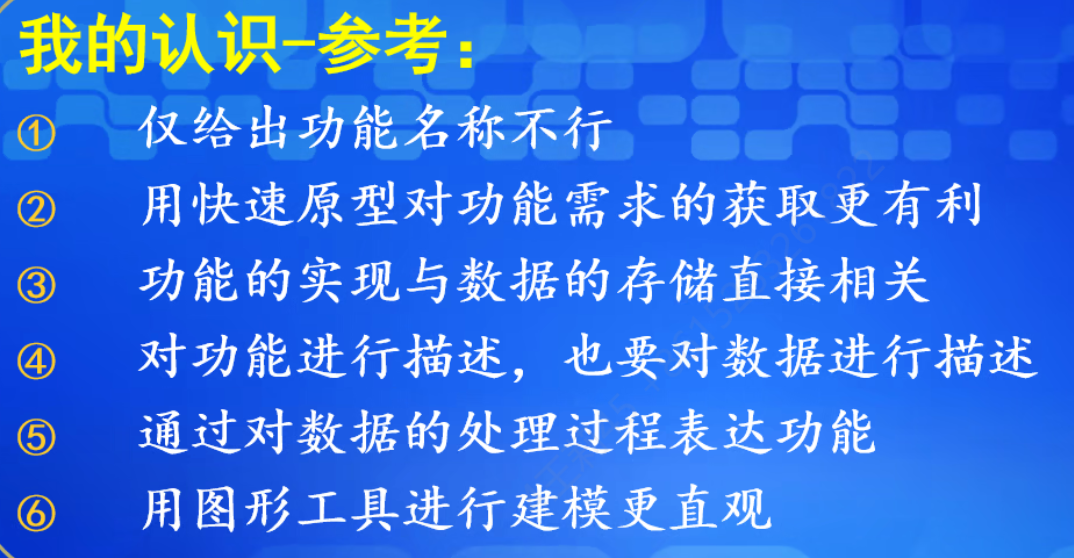 我的认识-参考：
① 仅给出功能名称不行
② 用快速原型对功能需求的获取更有利
③ 功能的实现与数据的存储直接相关
④ 对功能进行描述，也要对数据进行描述
⑤ 通过对数据的处理过程表达功能
⑥ 用图形工具进行建模更直观